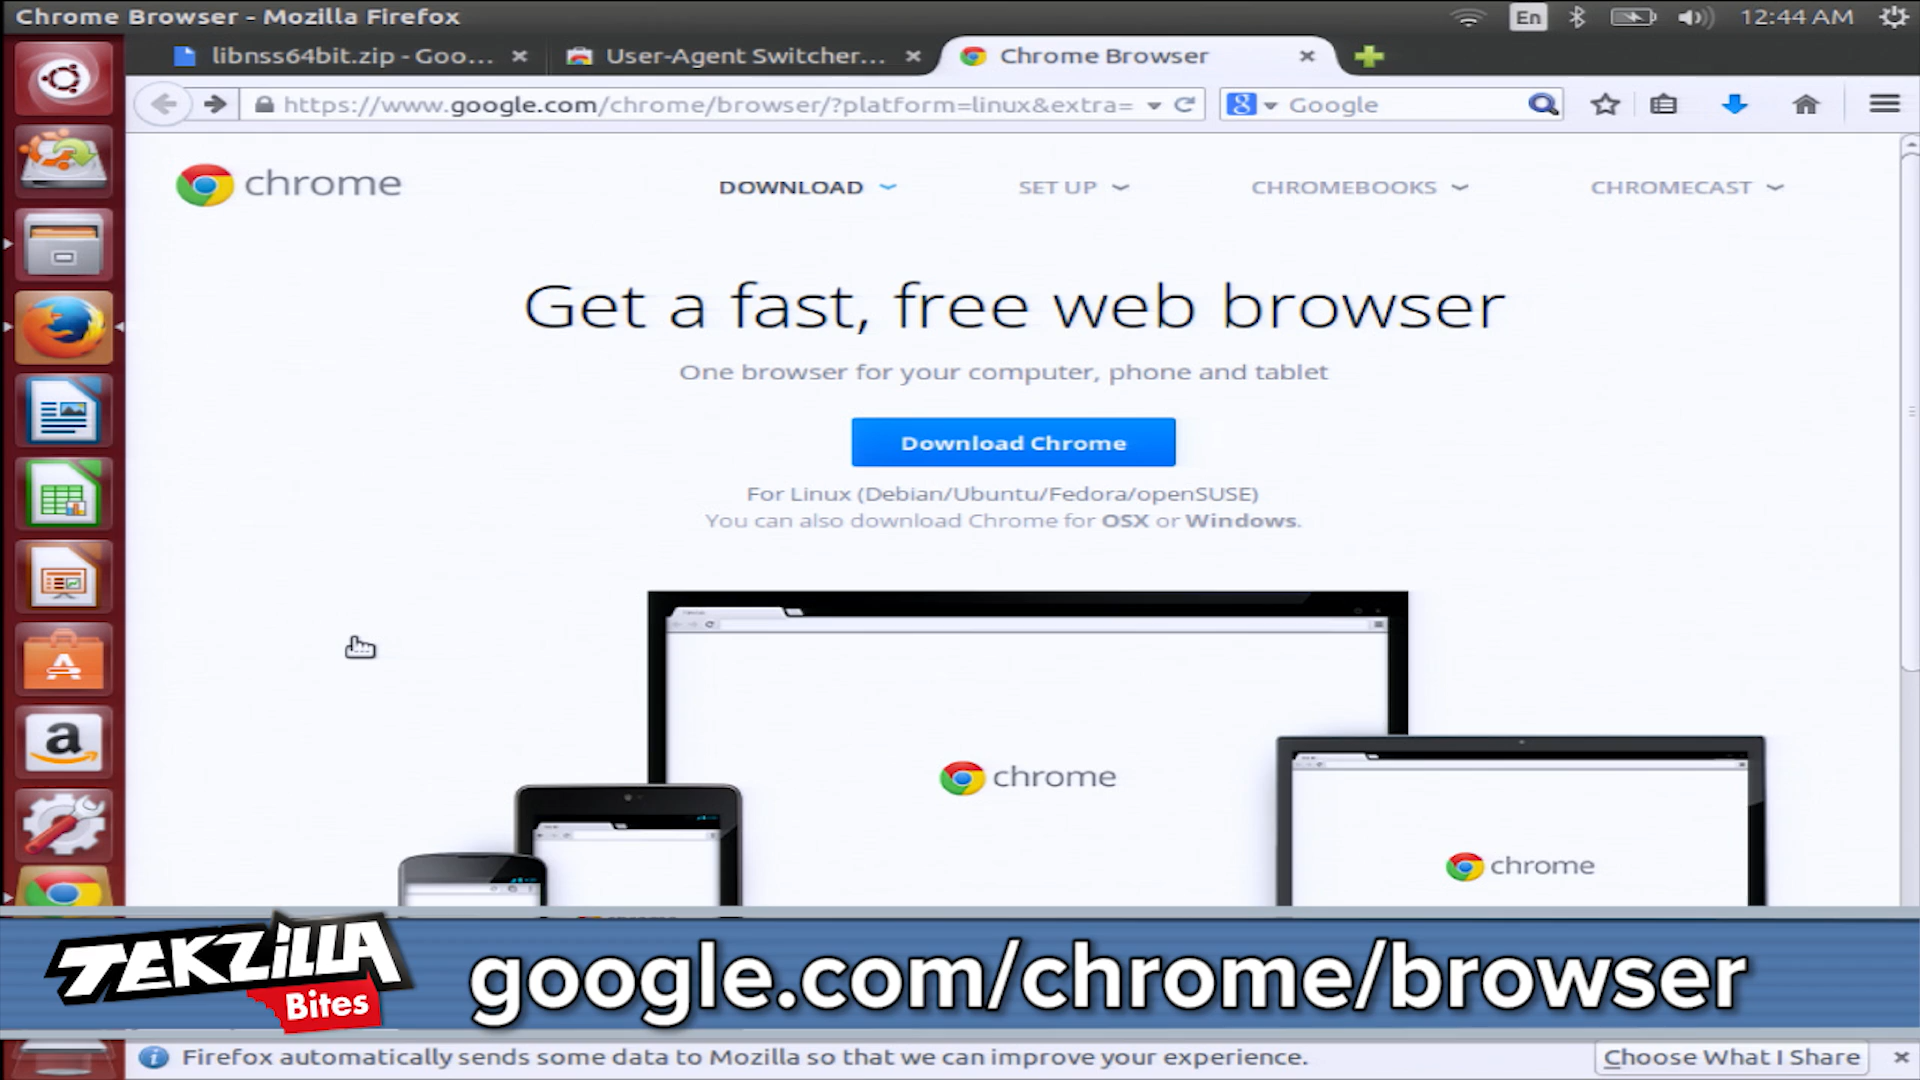 Chrome Browser - Mozilla Firefox
En
12:44 AM
libnss64bit.zip - Goo...
User-Agent Switcher...
Chrome Browser
https://www.google.com/chrome/browser/?platform=linux&extra=
8
Google
chrome
DOWNLOAD
SET UP
CHROMEBOOKS
CHROMECAST
Get a fast, free web browser
One browser for your computer, phone and tablet
Download Chrome
For Linux (Debian/Ubuntu/Fedora/openSUSE)
You can also download Chrome for OSX or Windows.
chrome
chrome
a
TEKZILLA
Bites
google.com/chrome/browser
Firefox automatically sends some data to Mozilla so that we can improve your experience.
Choose What I Share